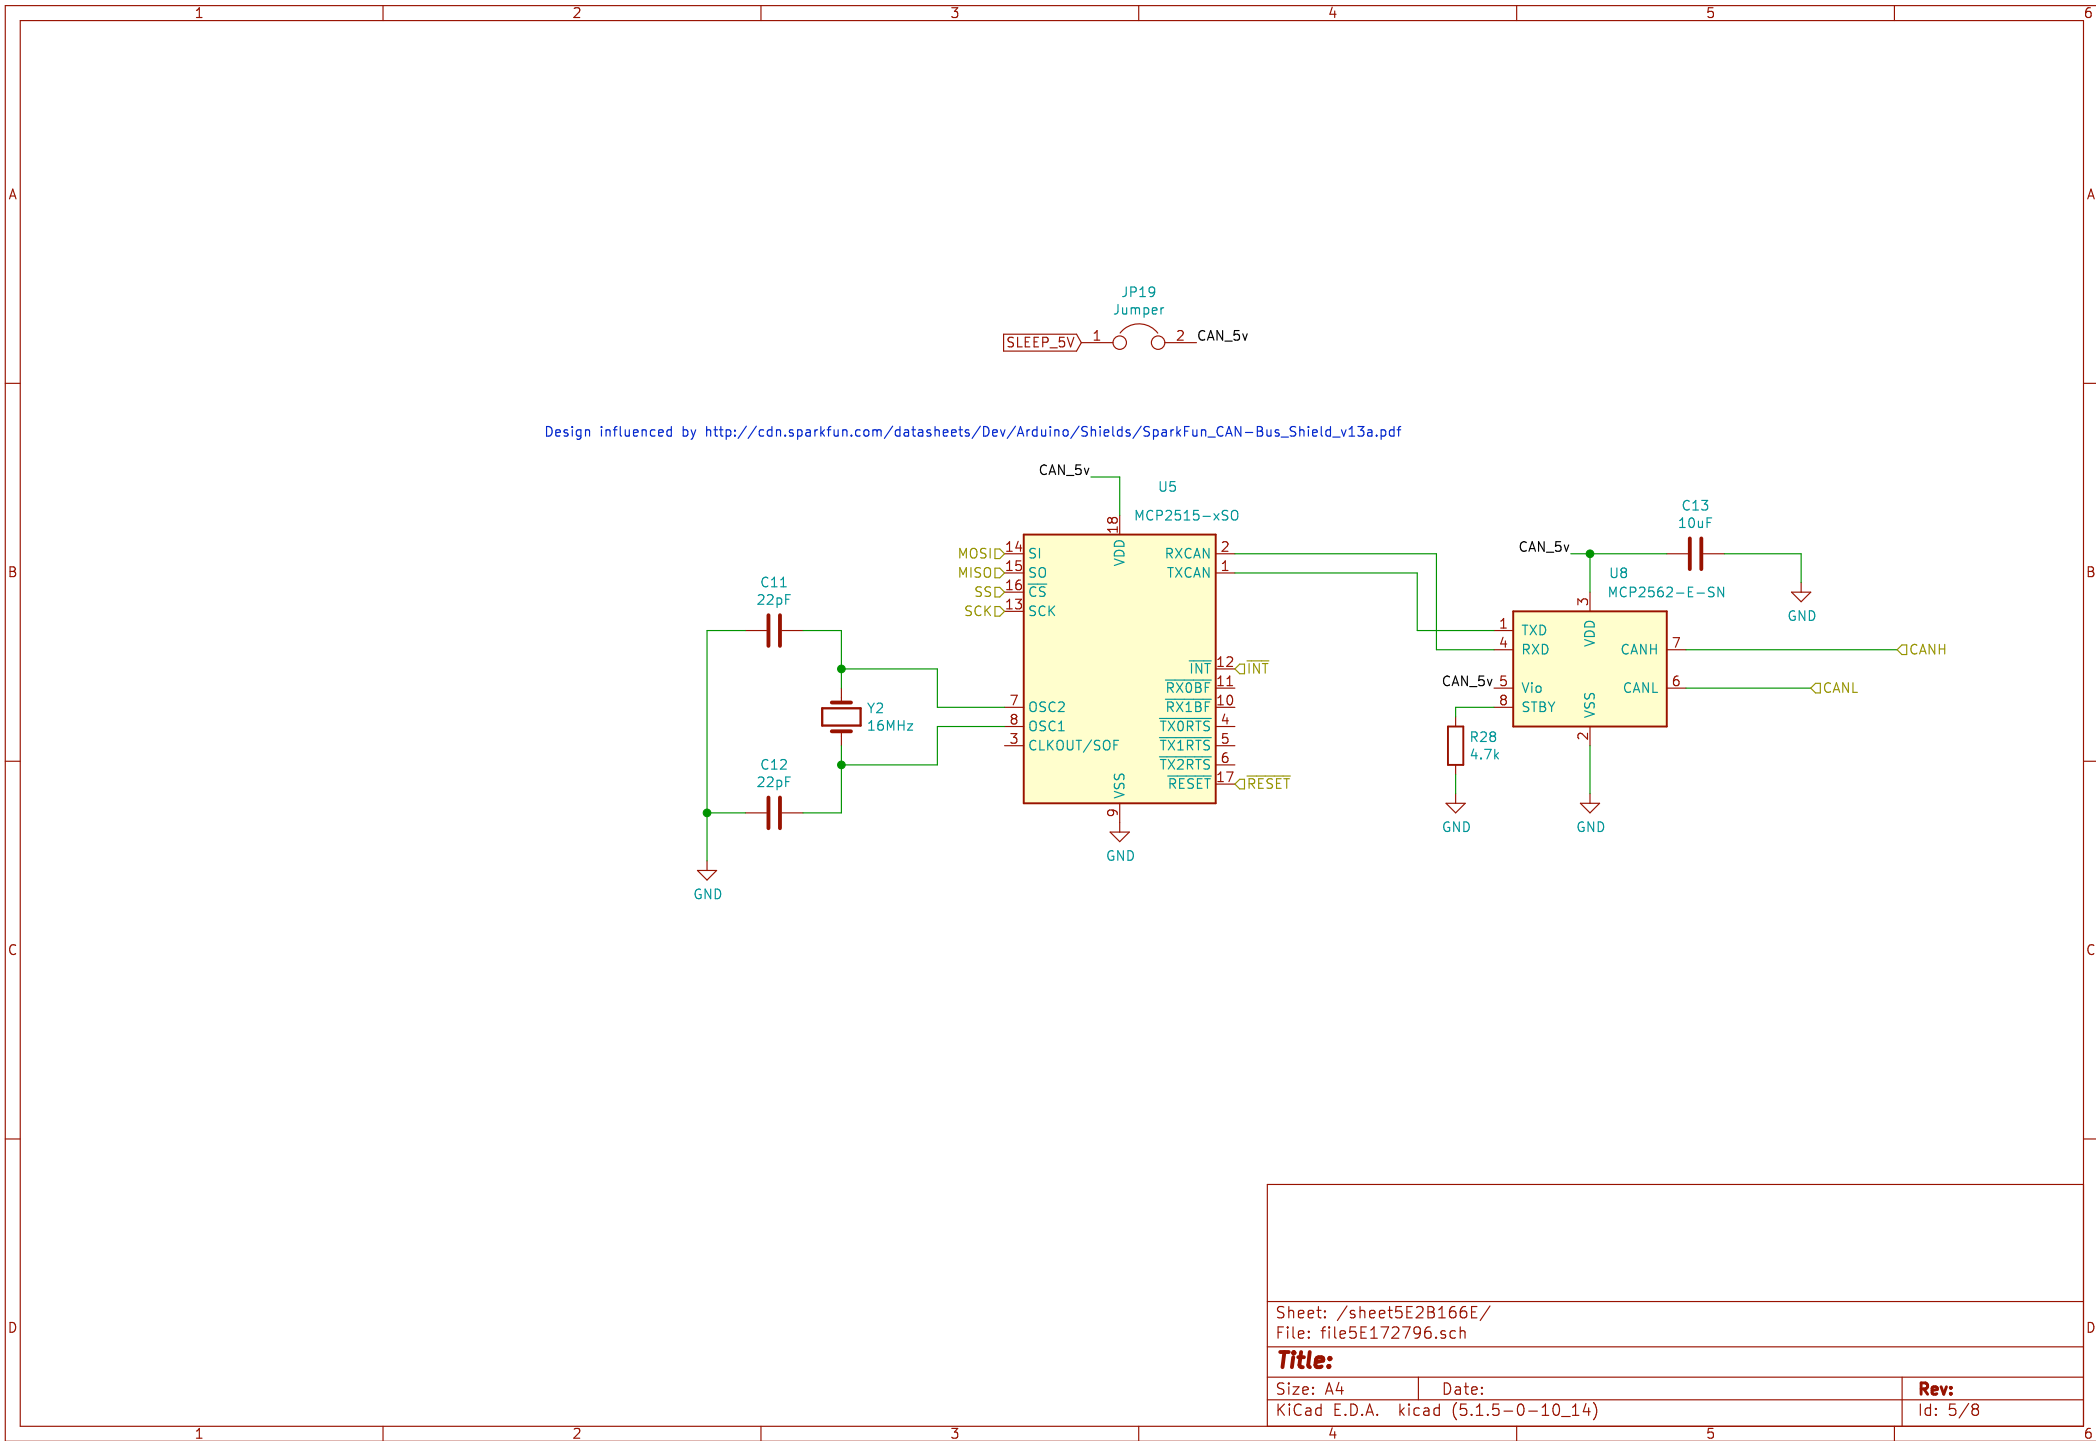 1 2 3 4 5 6
A A
JP19
Jumper
SLEEP_5V 1 2 CAN_5v
Design influenced by http://cdn.sparkfun.com/datasheets/Dev/Arduino/Shields/SparkFun_CAN-Bus_Shield_v13a.pdf
CAN_5v
U5
MCP2515-xSO
18
VDD
MOSI 14 SI
MISO 15 SO
SS 16 CS
SCK 13 SCK
7 OSC2
8 OSC1
3 CLKOUT/SOF
RXCAN 2
TXCAN 1
INT 12 INT
RX0BF 11
RX1BF 10
TX0RTS 4
TX1RTS 5
TX2RTS 6
RESET 17 RESET
VSS
9
GND
B B
C11
22pF
Y2
16MHz
C12
22pF
GND
C13
10uF
CAN_5v
GND
U8
MCP2562-E-SN
3
VDD
1 TXD
4 RXD
CAN_5v 5 Vio
8 STBY
CANH 7 CANH
CANL 6 CANL
VSS
2
R28
4.7k
GND
GND
C C
D D
Sheet: /sheet5E2B166E/
File: file5E172796.sch
Title:
Size: A4 Date: Rev:
KiCad E.D.A. kicad (5.1.5-0-10_14) Id: 5/8
1 2 3 4 5 6